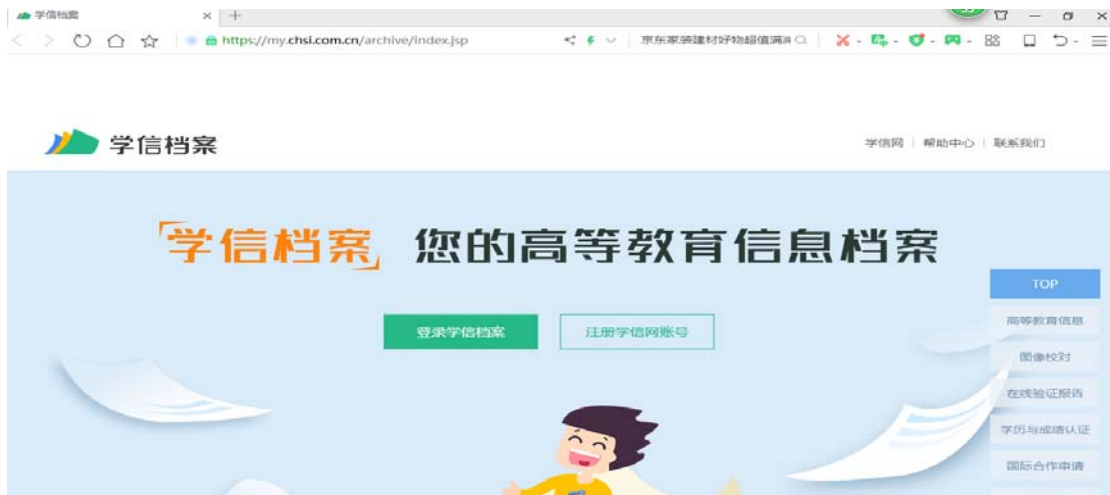 学信档案
https://my.chsi.com.cn/archive/index.jsp
京东家装建材好物超值满
学信档案
学信网 | 帮助中心 | 联系我们
「学信档案」 您的高等教育信息档案
登录学信档案
注册学信网账号
TOP
高等教育信息
图像校对
在线验证报告
学历与成绩认证
国际合作申请